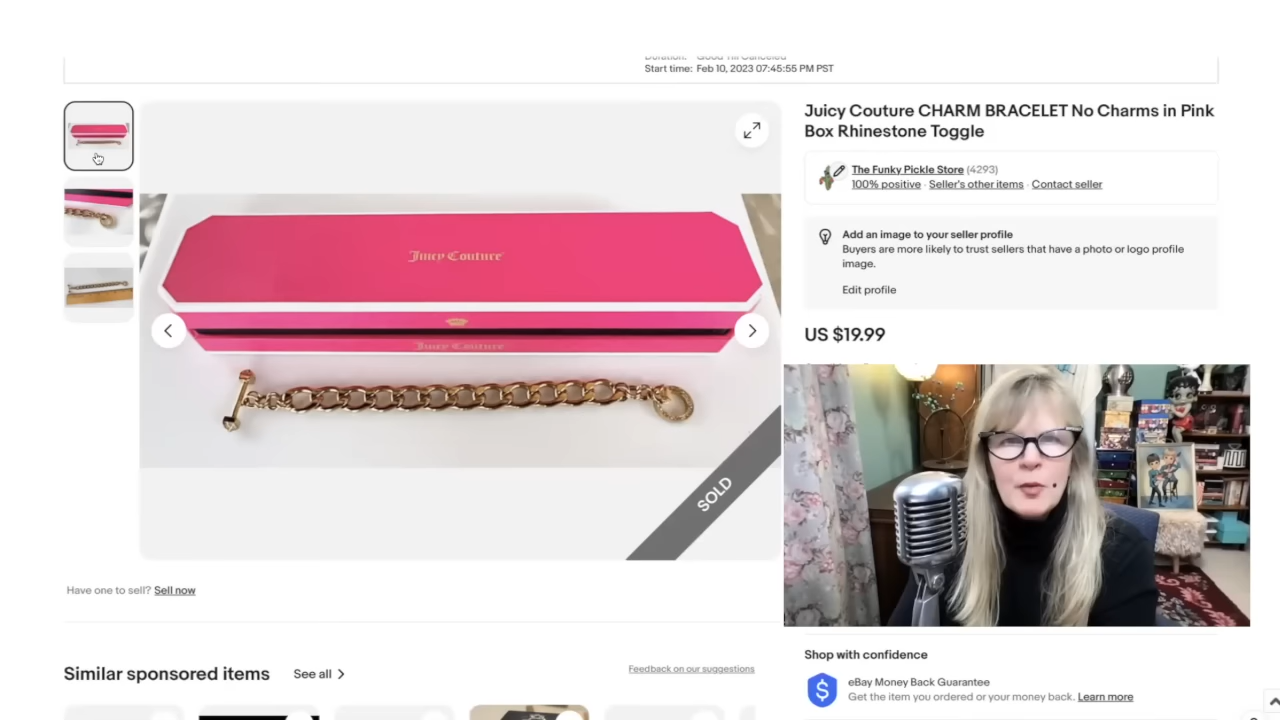 Duration: Good Till Canceled
Start time: Feb 10, 2023 07:45:55 PM PST
Juicy Couture CHARM BRACELET No Charms in Pink
Box Rhinestone Toggle
The Funky Pickle Store (4293)
100% positive · Seller's other items · Contact seller
Add an image to your seller profile
Buyers are more likely to trust sellers that have a photo or logo profile
image.
Edit profile
US $19.99
Juicy Couture
Juicy Couture
SOLD
Have one to sell? Sell now
Similar sponsored items See all
Feedback on our suggestions
Shop with confidence
eBay Money Back Guarantee
Get the item you ordered or your money back. Learn more